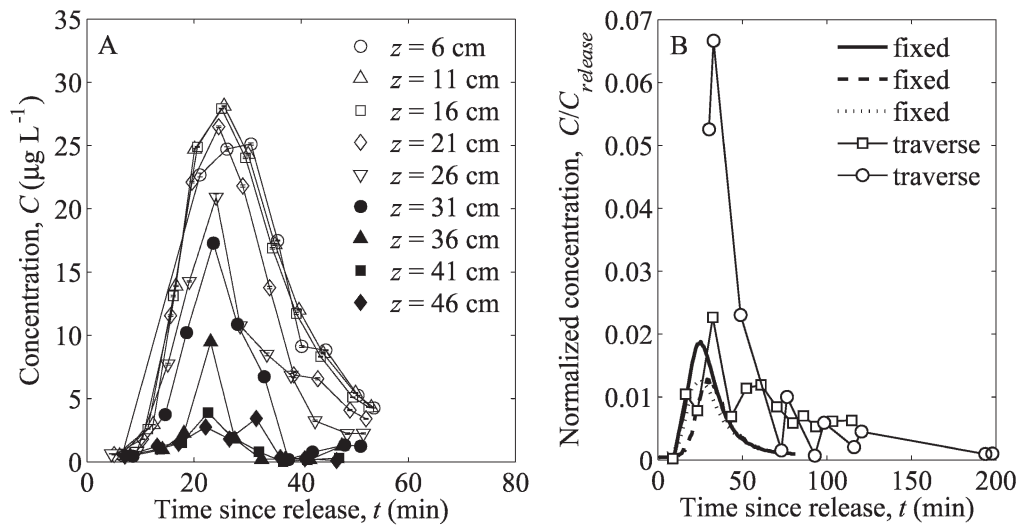 A
z = 6 cm
z = 11 cm
z = 16 cm
z = 21 cm
z = 26 cm
z = 31 cm
z = 36 cm
z = 41 cm
z = 46 cm
35
30
25
20
15
10
5
0
0 20 40 60 80
Concentration, C (µg L⁻¹)
Time since release, t (min)
B
fixed
fixed
fixed
traverse
traverse
0.07
0.06
0.05
0.04
0.03
0.02
0.01
0
0 50 100 150 200
Normalized concentration, C/C_release
Time since release, t (min)